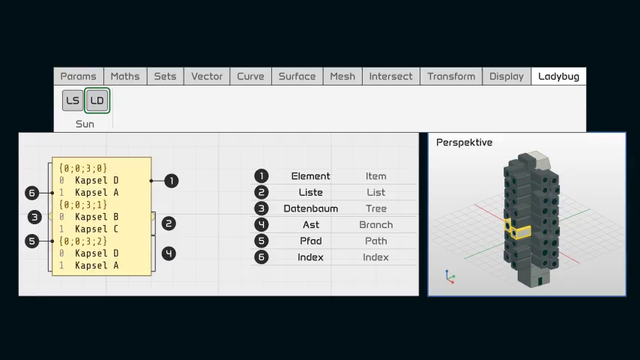 Params Maths Sets Vector Curve Surface Mesh Intersect Transform Display Ladybug
LS LD
Sun
Perspektive
{0;0;3;0}
0 Kapsel D
1 Kapsel A
{0;0;3;1}
0 Kapsel B
1 Kapsel C
{0;0;3;2}
0 Kapsel D
1 Kapsel A
6
3
5
1
2
4
1 Element Item
2 Liste List
3 Datenbaum Tree
4 Ast Branch
5 Pfad Path
6 Index Index